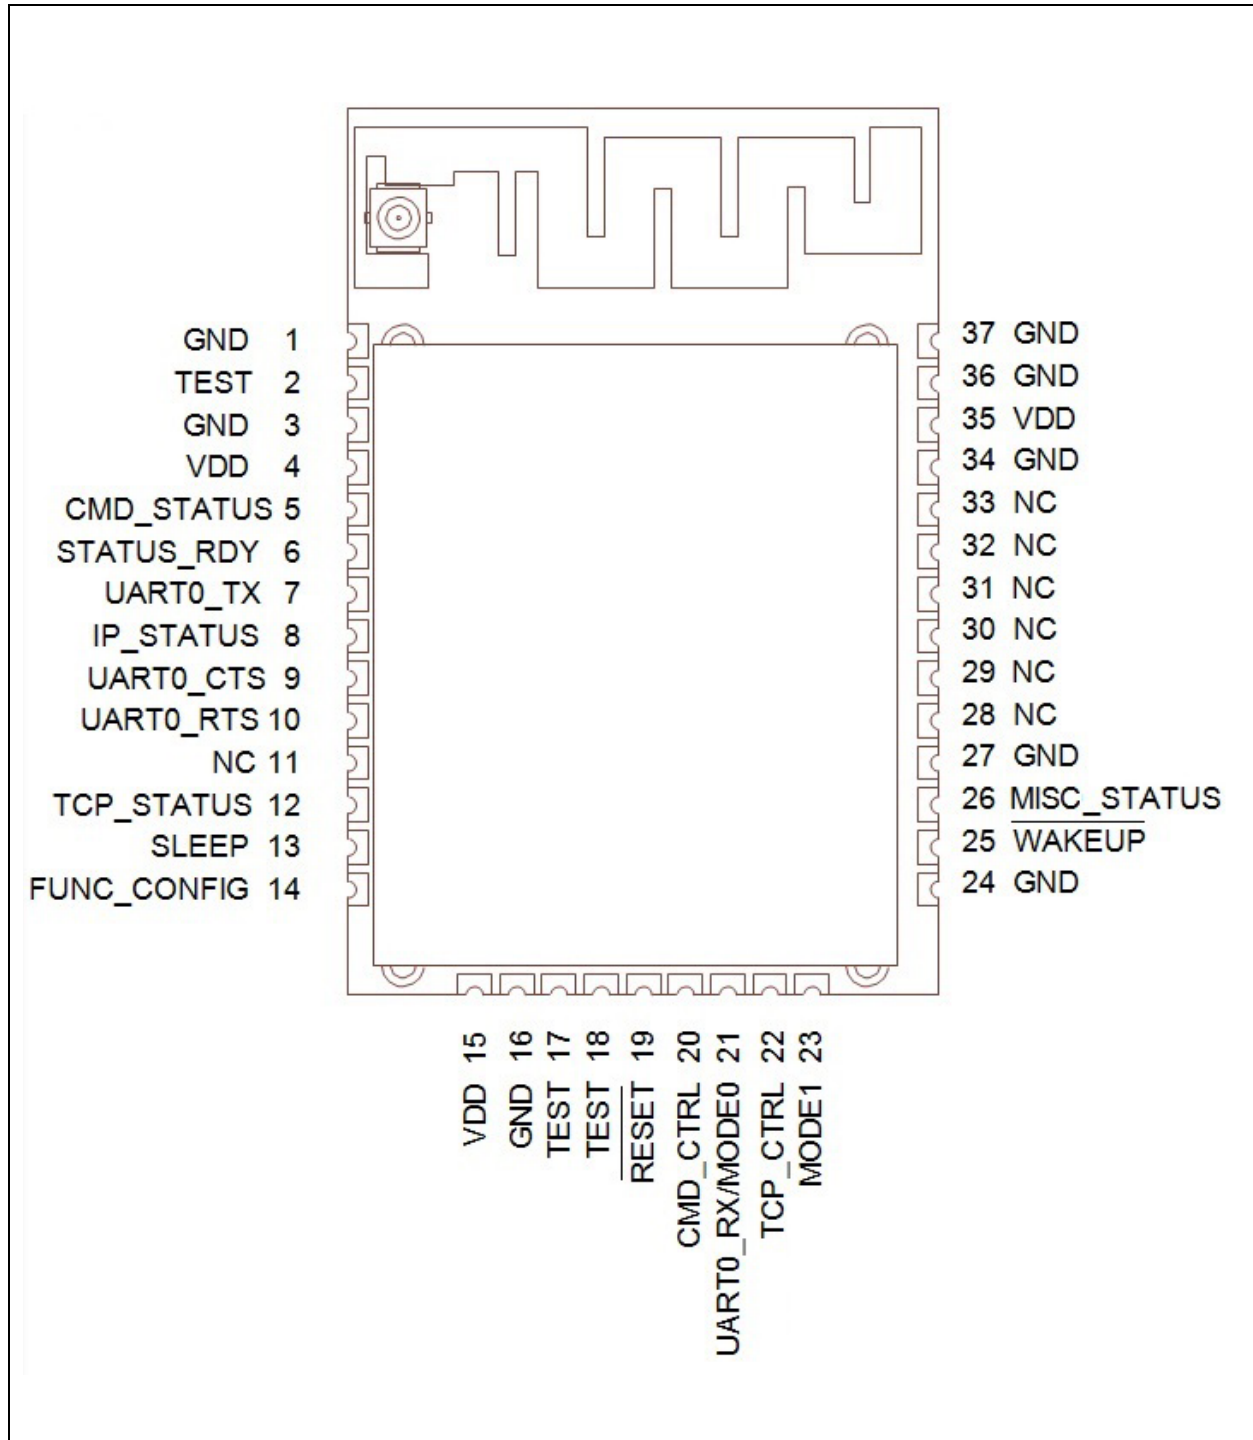 GND 1
TEST 2
GND 3
VDD 4
CMD_STATUS 5
STATUS_RDY 6
UART0_TX 7
IP_STATUS 8
UART0_CTS 9
UART0_RTS 10
NC 11
TCP_STATUS 12
SLEEP 13
FUNC_CONFIG 14
VDD 15
GND 16
TEST 17
TEST 18
RESET 19
CMD_CTRL 20
UART0_RX/MODE0 21
TCP_CTRL 22
MODE1 23
37 GND
36 GND
35 VDD
34 GND
33 NC
32 NC
31 NC
30 NC
29 NC
28 NC
27 GND
26 MISC_STATUS
25 WAKEUP
24 GND